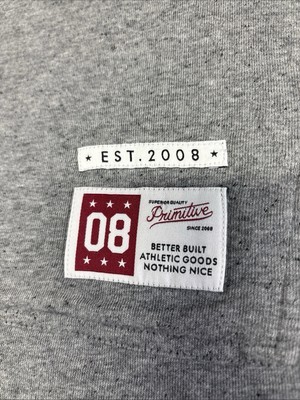 ★ EST. 2008 ★
08
SUPERIOR QUALITY
Primitive
SINCE 2008
BETTER BUILT
ATHLETIC GOODS
NOTHING NICE